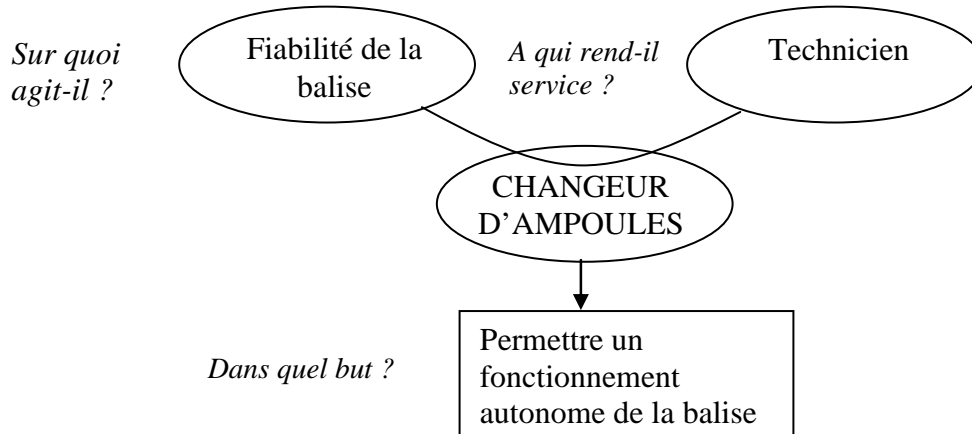 Sur quoi
agit-il ?
Fiabilité de la
balise
A qui rend-il
service ?
Technicien
CHANGEUR
D’AMPOULES
Dans quel but ?
Permettre un
fonctionnement
autonome de la balise